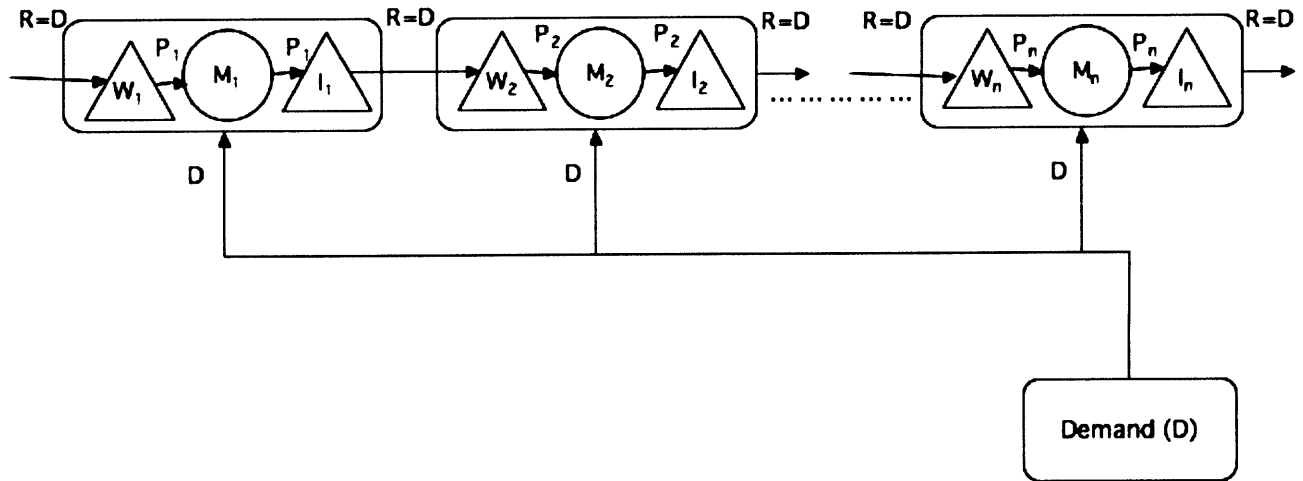 R=D R=D R=D R=D R=D
P₁ P₁ P₂ P₂ Pₙ Pₙ
W₁ M₁ I₁ W₂ M₂ I₂ Wₙ Mₙ Iₙ
..............
D D D
Demand (D)